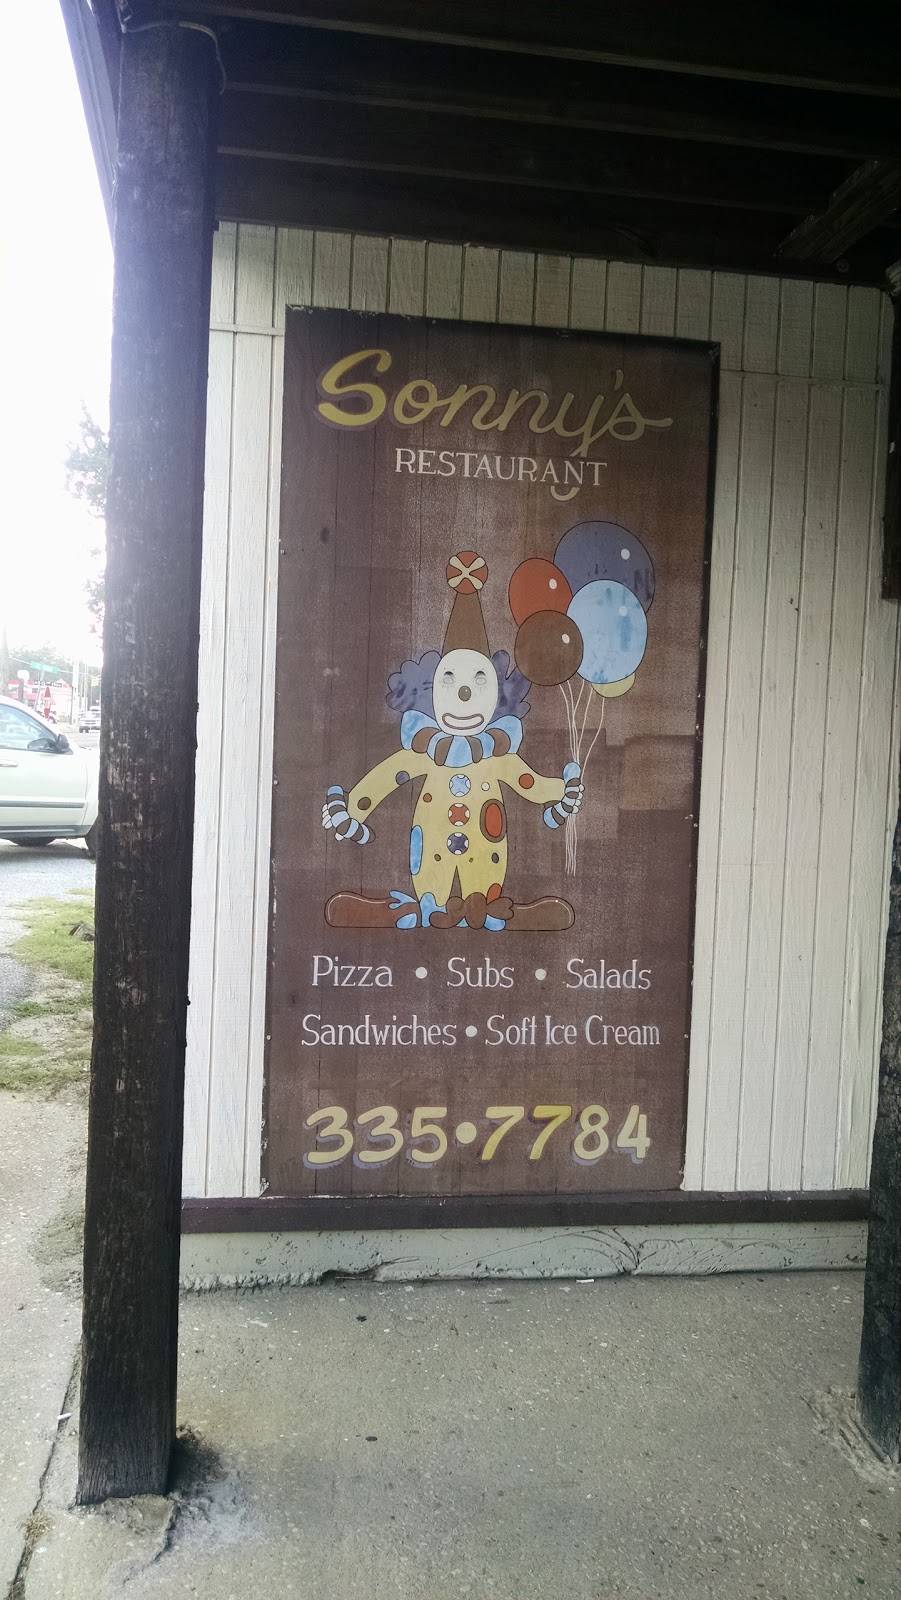 Sonny's
RESTAURANT
Pizza • Subs • Salads
Sandwiches • Soft Ice Cream
335•7784